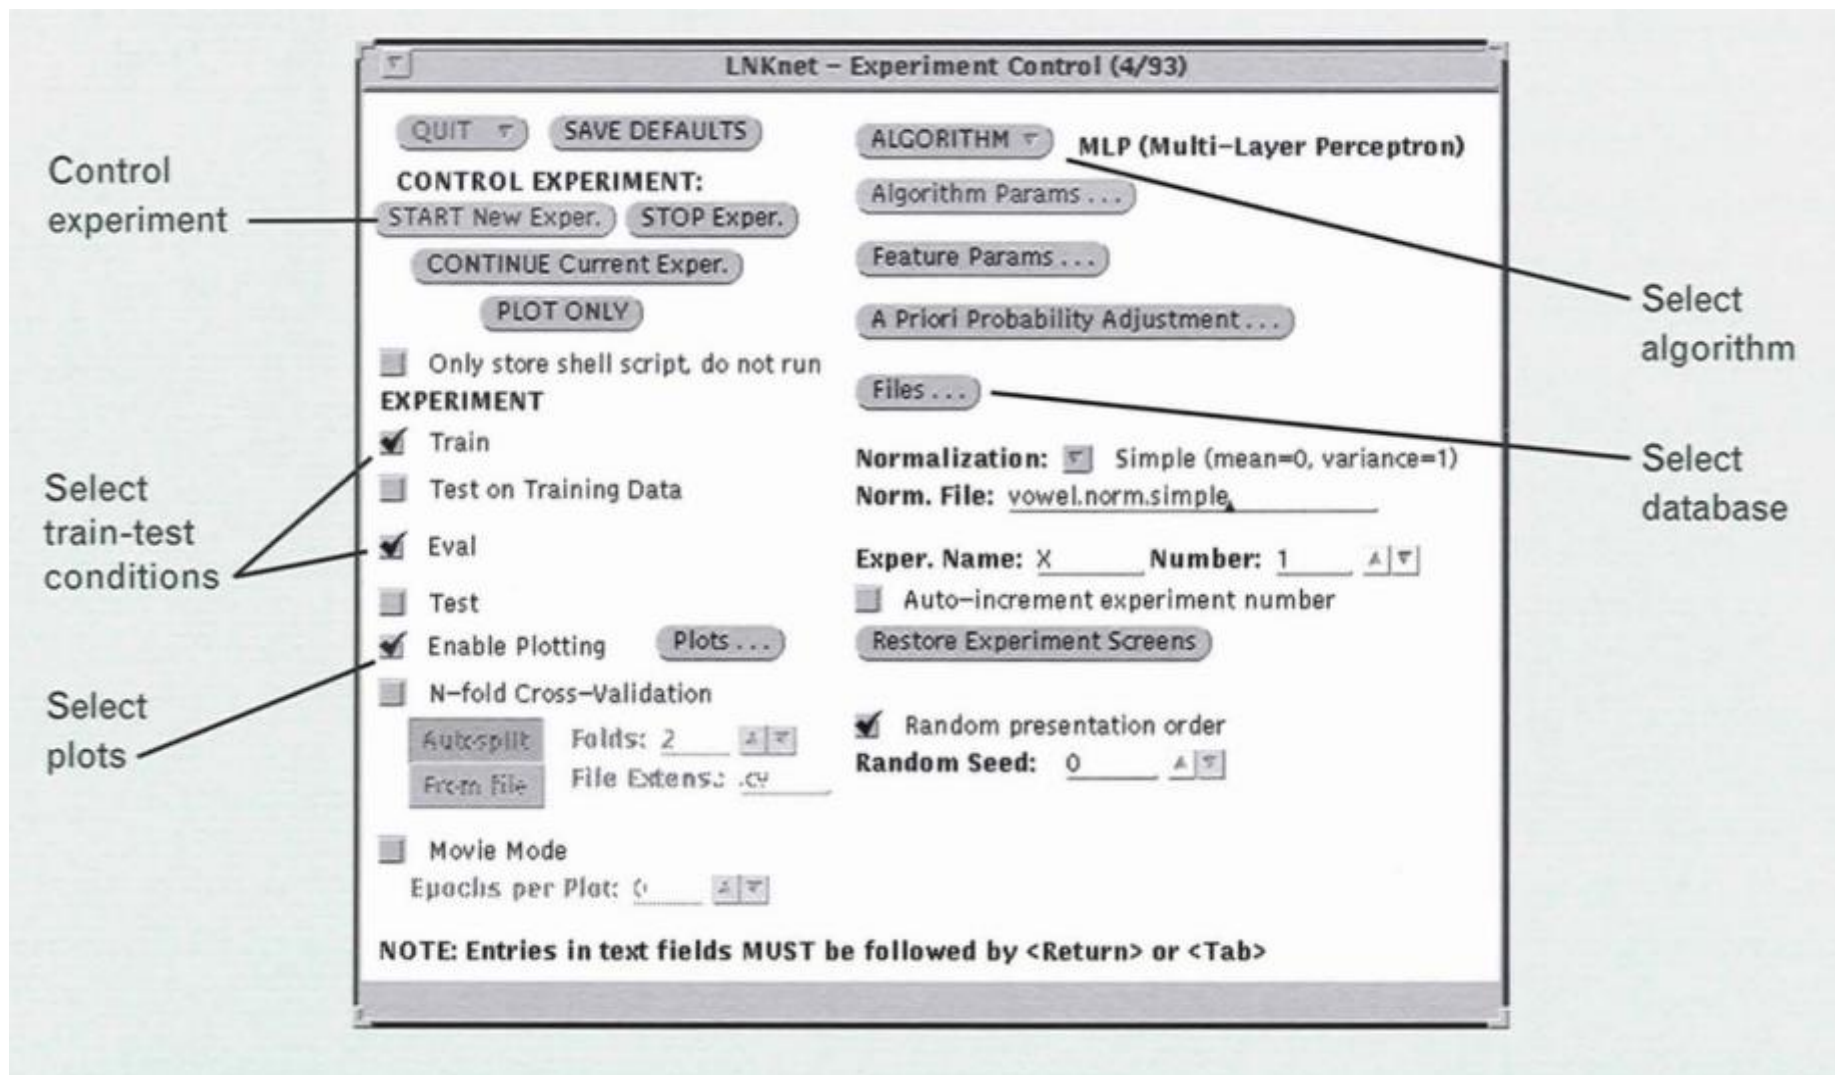 LNKnet - Experiment Control (4/93)
QUIT
SAVE DEFAULTS
CONTROL EXPERIMENT:
START New Exper.
STOP Exper.
CONTINUE Current Exper.
PLOT ONLY
Only store shell script, do not run
EXPERIMENT
Train
Test on Training Data
Eval
Test
Enable Plotting
Plots ...
N-fold Cross-Validation
Autosplit
Folds: 2
From File
File Extens.: .cv
Movie Mode
Epochs per Plot: 0
ALGORITHM
MLP (Multi-Layer Perceptron)
Algorithm Params ...
Feature Params ...
A Priori Probability Adjustment ...
Files ...
Normalization: Simple (mean=0, variance=1)
Norm. File: vowel.norm.simple
Exper. Name: X Number: 1
Auto-increment experiment number
Restore Experiment Screens
Random presentation order
Random Seed: 0
NOTE: Entries in text fields MUST be followed by <Return> or <Tab>
Control
experiment
Select
train-test
conditions
Select
plots
Select
algorithm
Select
database